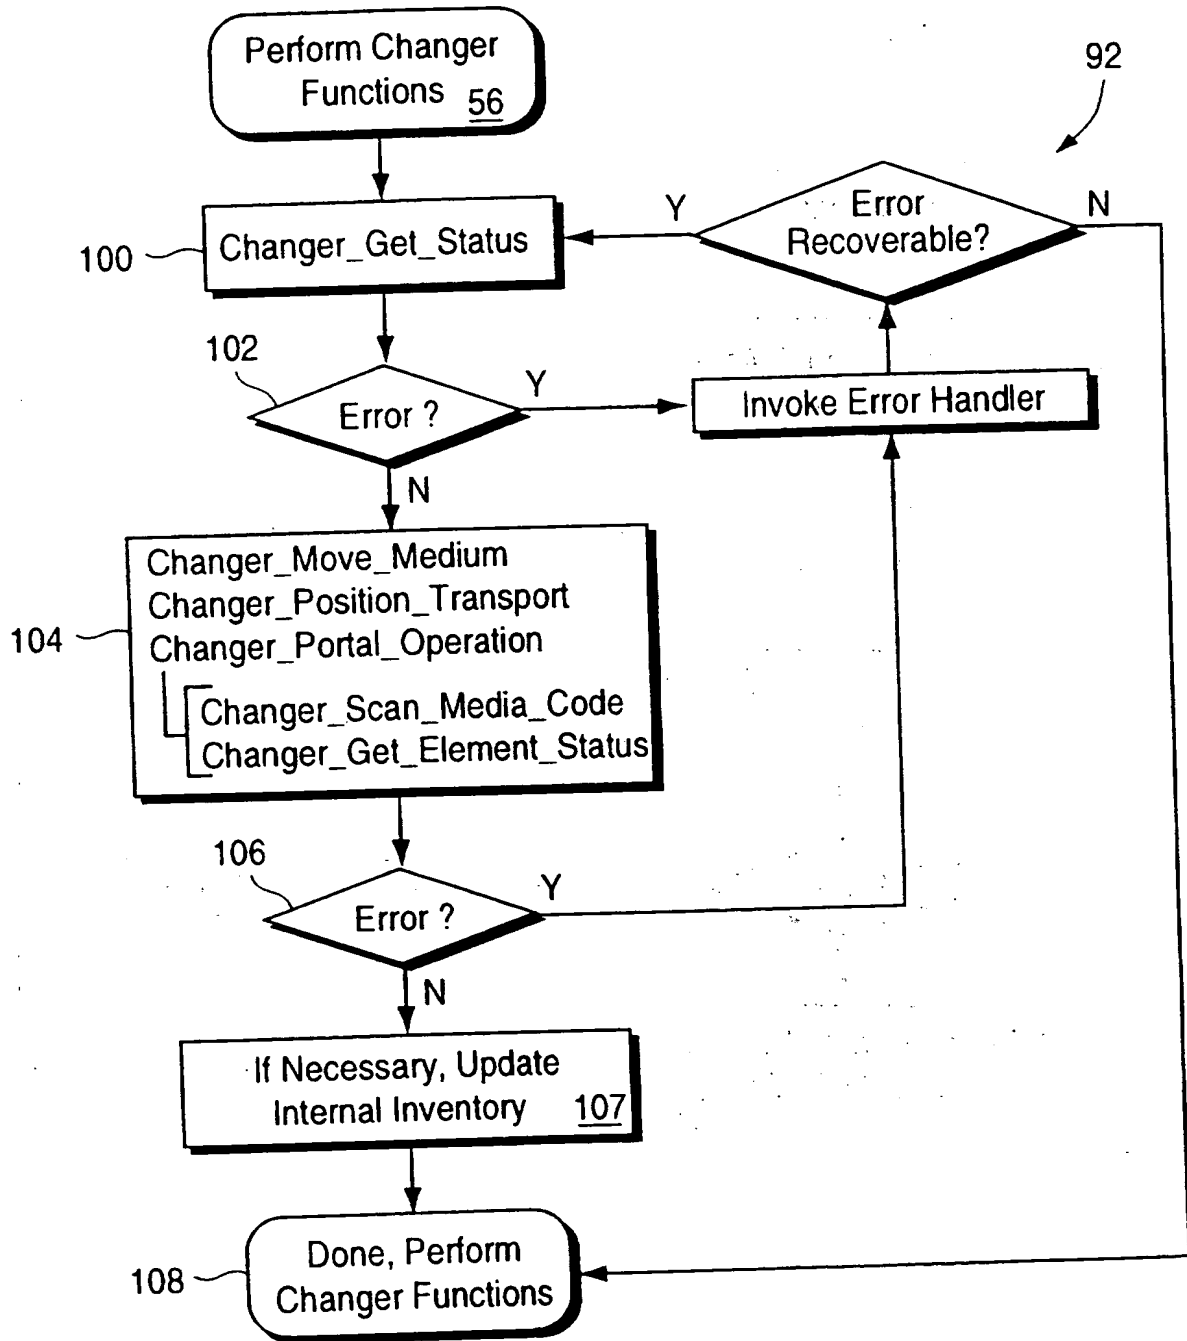 Perform Changer
Functions 56
92
Error
Recoverable?
Y
N
100
Changer_Get_Status
102
Error ?
Y
Invoke Error Handler
N
104
Changer_Move_Medium
Changer_Position_Transport
Changer_Portal_Operation
Changer_Scan_Media_Code
Changer_Get_Element_Status
106
Error ?
Y
N
If Necessary, Update
Internal Inventory 107
108
Done, Perform
Changer Functions